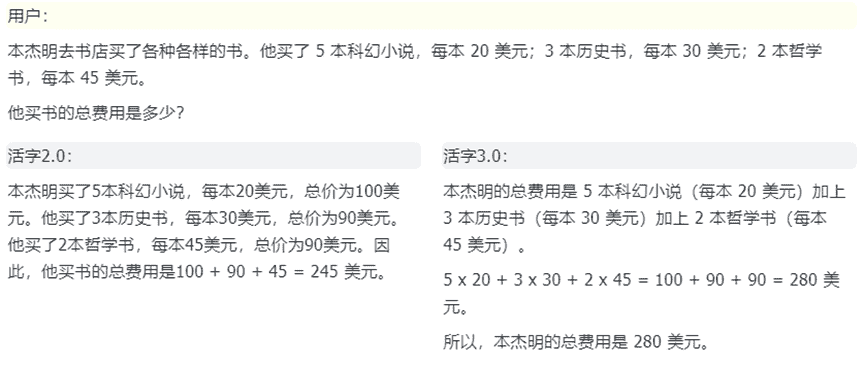 用户：
本杰明去书店买了各种各样的书。他买了 5 本科幻小说，每本 20 美元；3 本历史书，每本 30 美元；2 本哲学
书，每本 45 美元。
他买书的总费用是多少？
活字2.0：
本杰明买了5本科幻小说，每本20美元，总价为100美
元。他买了3本历史书，每本30美元，总价为90美元。
他买了2本哲学书，每本45美元，总价为90美元。因
此，他买书的总费用是100 + 90 + 45 = 245 美元。
活字3.0：
本杰明的总费用是 5 本科幻小说（每本 20 美元）加上
3 本历史书（每本 30 美元）加上 2 本哲学书（每本
45 美元）。
5 x 20 + 3 x 30 + 2 x 45 = 100 + 90 + 90 = 280 美
元。
所以，本杰明的总费用是 280 美元。